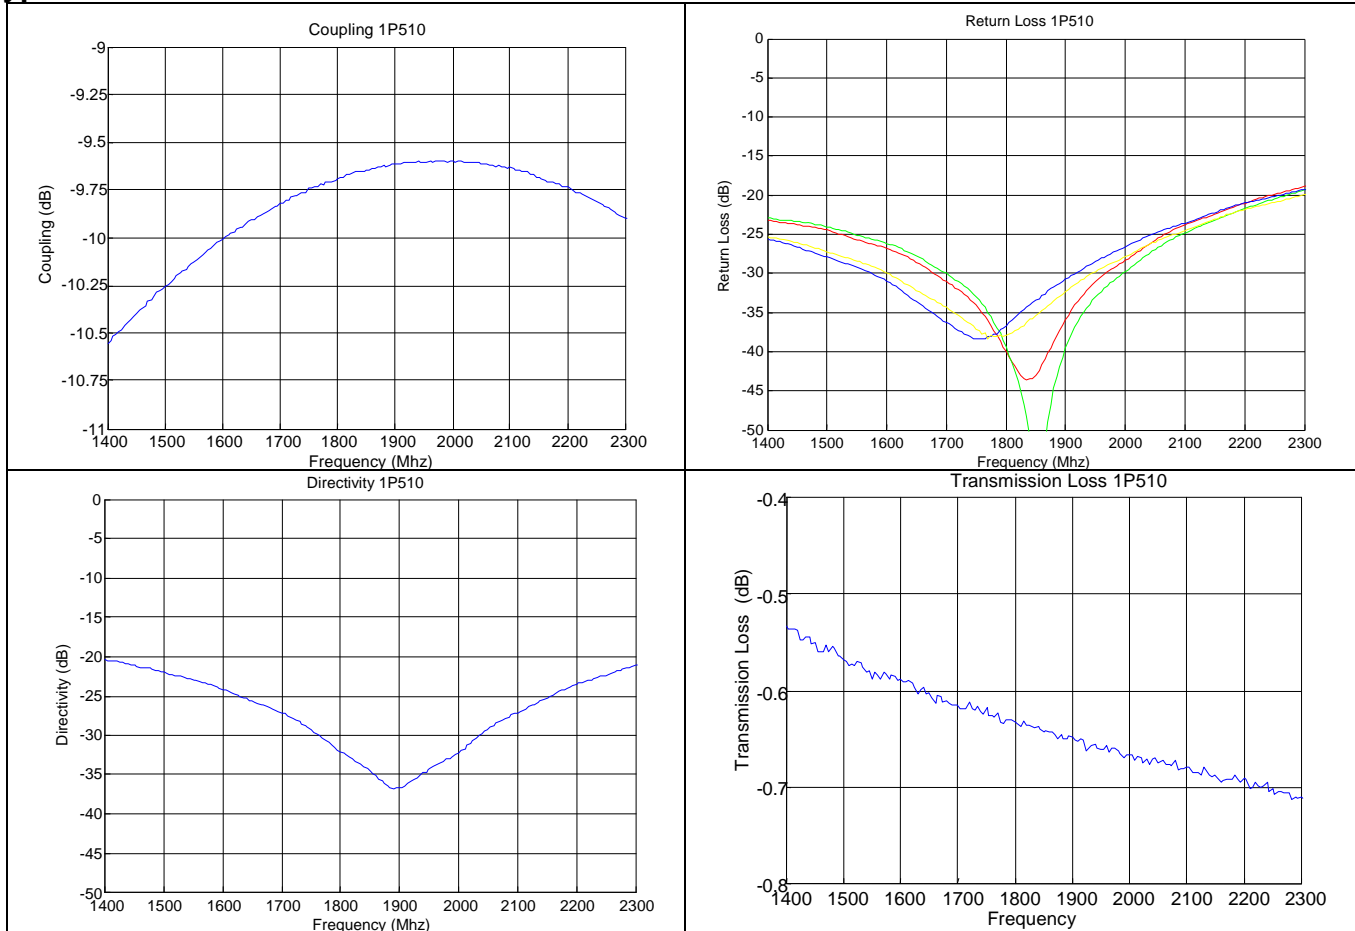 Coupling 1P510
-9
-9.25
-9.5
-9.75
-10
-10.25
-10.5
-10.75
-11
Coupling (dB)
1400 1500 1600 1700 1800 1900 2000 2100 2200 2300
Frequency (Mhz)
Return Loss 1P510
0
-5
-10
-15
-20
-25
-30
-35
-40
-45
-50
Return Loss (dB)
1400 1500 1600 1700 1800 1900 2000 2100 2200 2300
Frequency (Mhz)
Directivity 1P510
0
-5
-10
-15
-20
-25
-30
-35
-40
-45
-50
Directivity (dB)
1400 1500 1600 1700 1800 1900 2000 2100 2200 2300
Frequency (Mhz)
Transmission Loss 1P510
-0.4
-0.5
-0.6
-0.7
-0.8
Transmission Loss (dB)
1400 1500 1600 1700 1800 1900 2000 2100 2200 2300
Frequency